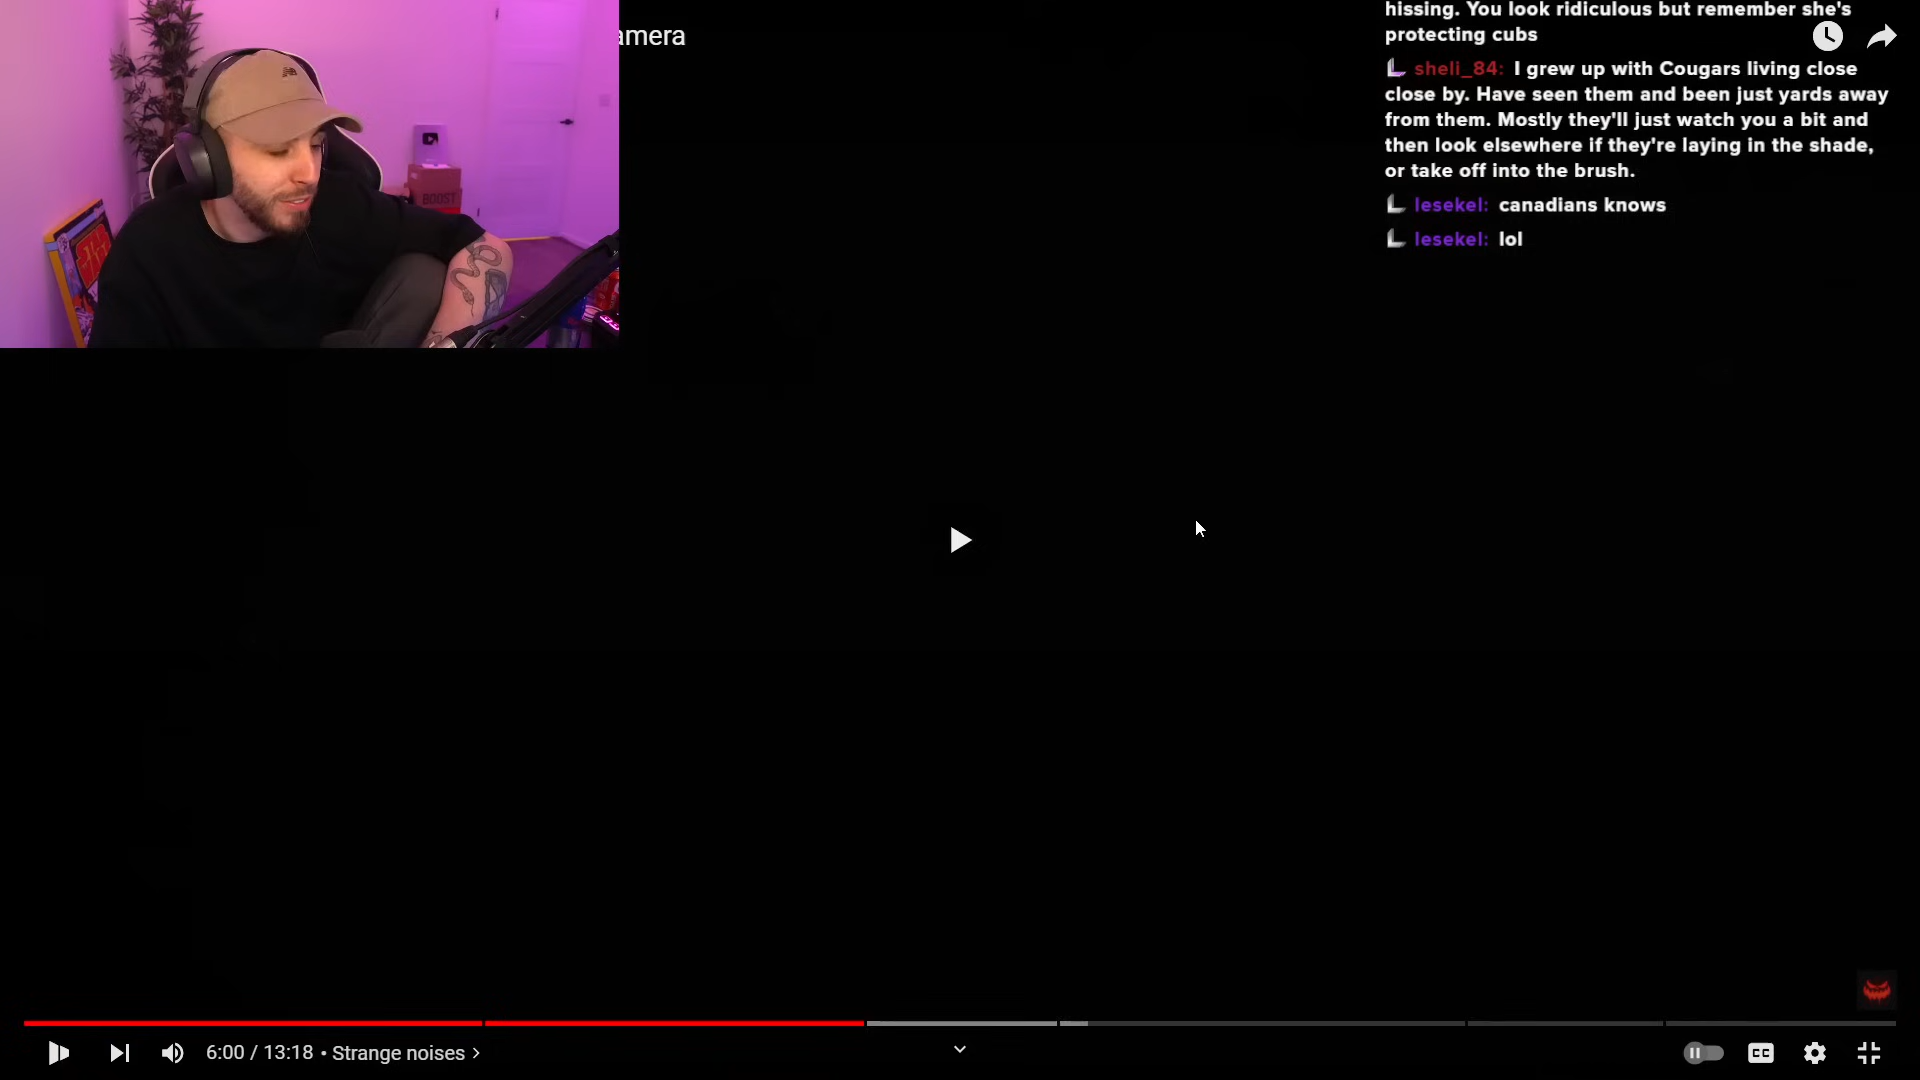 amera
hissing. You look ridiculous but remember she's
protecting cubs
sheli_84: I grew up with Cougars living close
close by. Have seen them and been just yards away
from them. Mostly they'll just watch you a bit and
then look elsewhere if they're laying in the shade,
or take off into the brush.
lesekel: canadians knows
lesekel: lol
BOOST
6:00 / 13:18 • Strange noises >
CC